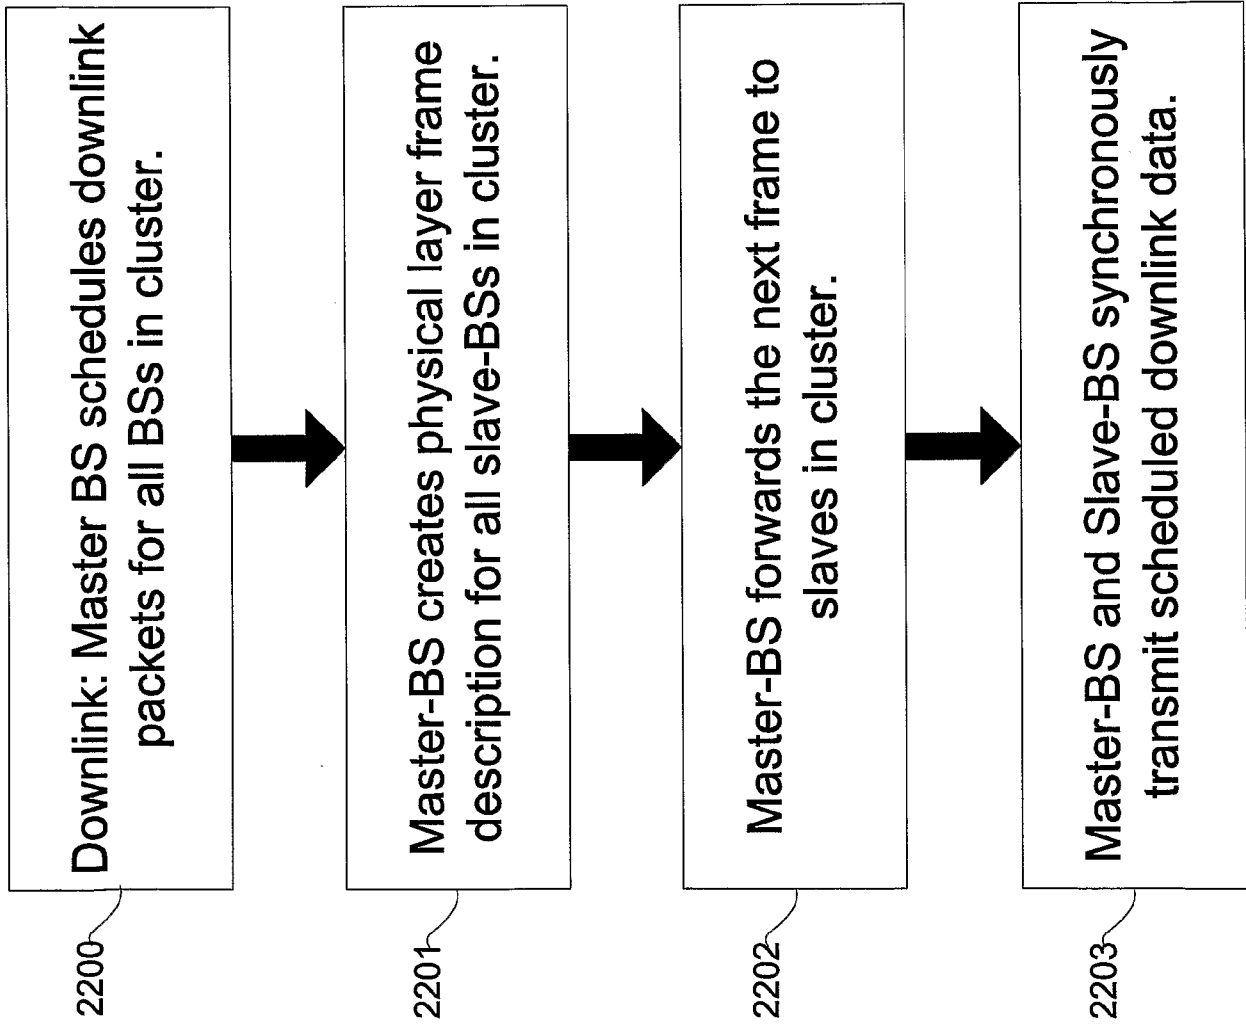 2200
Downlink: Master BS schedules downlink
packets for all BSs in cluster.
2201
Master-BS creates physical layer frame
description for all slave-BSs in cluster.
2202
Master-BS forwards the next frame to
slaves in cluster.
2203
Master-BS and Slave-BS synchronously
transmit scheduled downlink data.